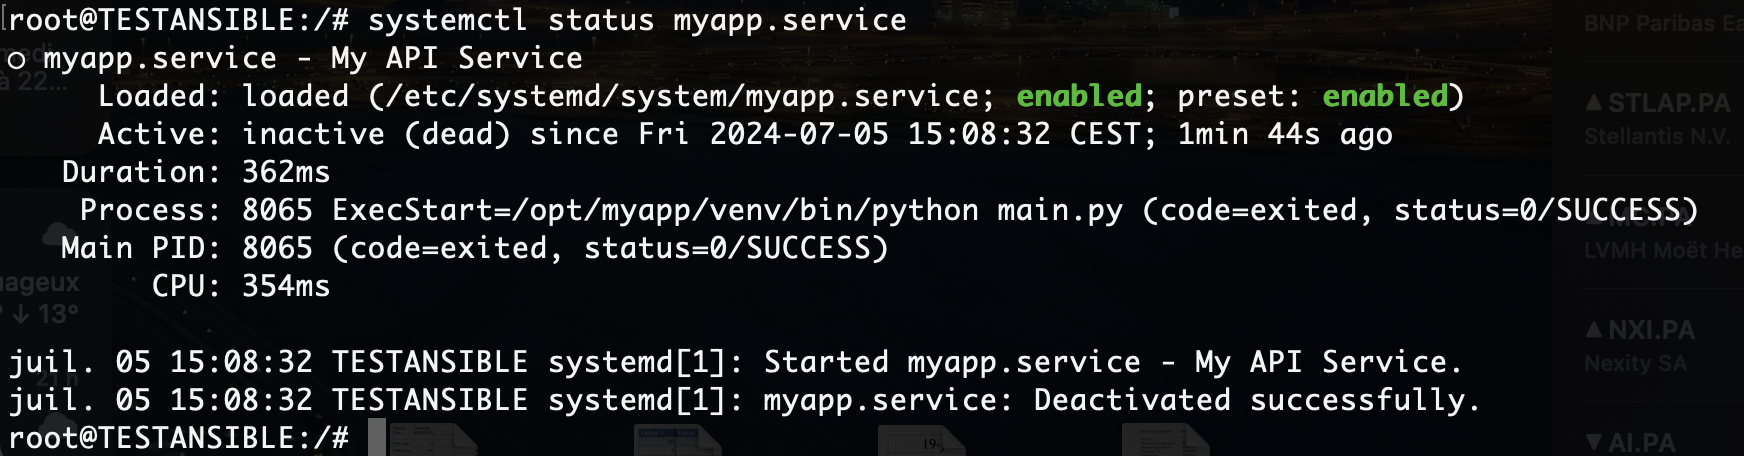 root@TESTANSIBLE:/# systemctl status myapp.service
○ myapp.service - My API Service
Loaded: loaded (/etc/systemd/system/myapp.service; enabled; preset: enabled)
Active: inactive (dead) since Fri 2024-07-05 15:08:32 CEST; 1min 44s ago
Duration: 362ms
Process: 8065 ExecStart=/opt/myapp/venv/bin/python main.py (code=exited, status=0/SUCCESS)
Main PID: 8065 (code=exited, status=0/SUCCESS)
CPU: 354ms
juil. 05 15:08:32 TESTANSIBLE systemd[1]: Started myapp.service - My API Service.
juil. 05 15:08:32 TESTANSIBLE systemd[1]: myapp.service: Deactivated successfully.
root@TESTANSIBLE:/#
BNP Paribas Ea
▲ STLAP.PA
Stellantis N.V.
LVMH Moët He
▲ NXI.PA
Nexity SA
▼ AI.PA
à 22...
↓ 13°
21 h
19-